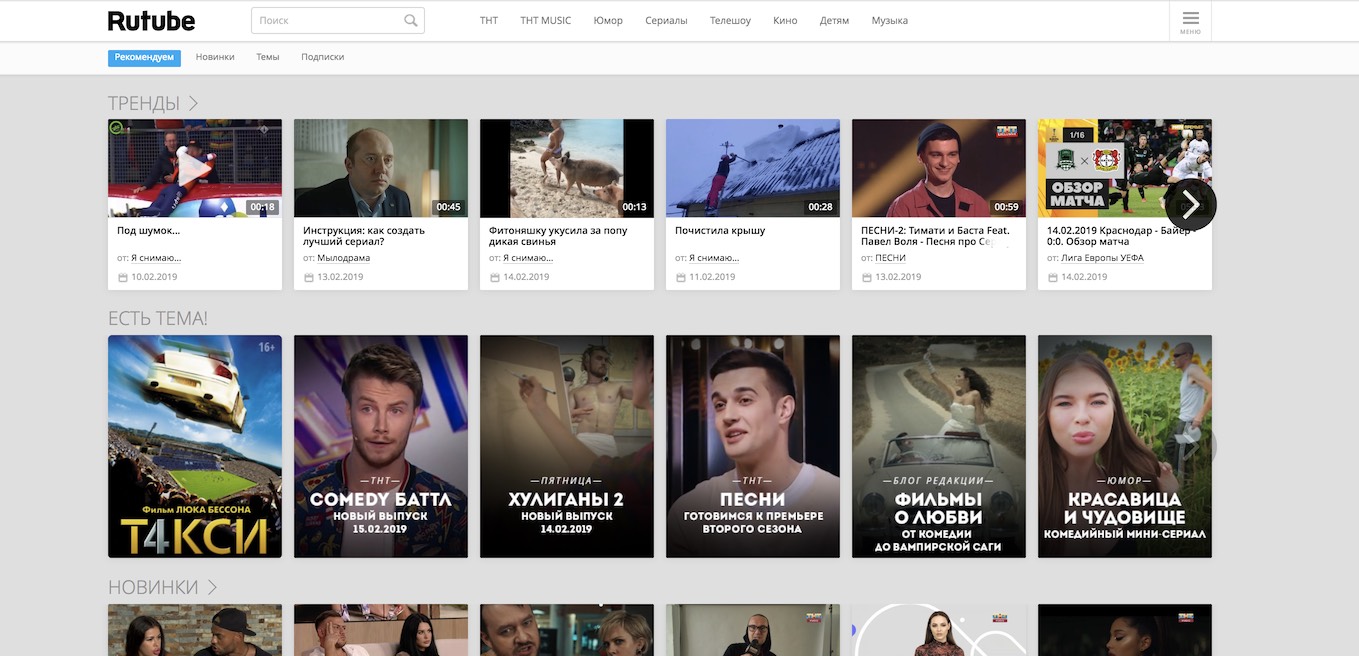 Rutube
Поиск
ТНТ
ТНТ MUSIC
Юмор
Сериалы
Телешоу
Кино
Детям
Музыка
МЕНЮ
Рекомендуем
Новинки
Темы
Подписки
ТРЕНДЫ
00:18
00:45
00:13
00:28
00:59
1/16
ОБЗОР
МАТЧА
Под шумок...
от: Я снимаю...
10.02.2019
Инструкция: как создать
лучший сериал?
от: Мылодрама
13.02.2019
Фитоняшку укусила за попу
дикая свинья
от: Я снимаю...
14.02.2019
Почистила крышу
от: Я снимаю...
11.02.2019
ПЕСНИ-2: Тимати и Баста Feat.
Павел Воля - Песня про
от: ПЕСНИ
13.02.2019
14.02.2019 Краснодар - Байер -
0:0. Обзор матча
от: Лига Европы УЕФА
14.02.2019
ЕСТЬ ТЕМА!
16+
Фильм ЛЮКА БЕССОНА
Т4КСИ
—ТНТ—
COMEDY БАТТЛ
НОВЫЙ ВЫПУСК
15.02.2019
—ПЯТНИЦА—
ХУЛИГАНЫ 2
НОВЫЙ ВЫПУСК
14.02.2019
—ТНТ—
ПЕСНИ
ГОТОВИМСЯ К ПРЕМЬЕРЕ
ВТОРОГО СЕЗОНА
—БЛОГ РЕДАКЦИИ—
ФИЛЬМЫ
О ЛЮБВИ
ОТ КОМЕДИИ
ДО ВАМПИРСКОЙ САГИ
—ЮМОР—
КРАСАВИЦА
И ЧУДОВИЩЕ
КОМЕДИЙНЫЙ МИНИ-СЕРИАЛ
НОВИНКИ